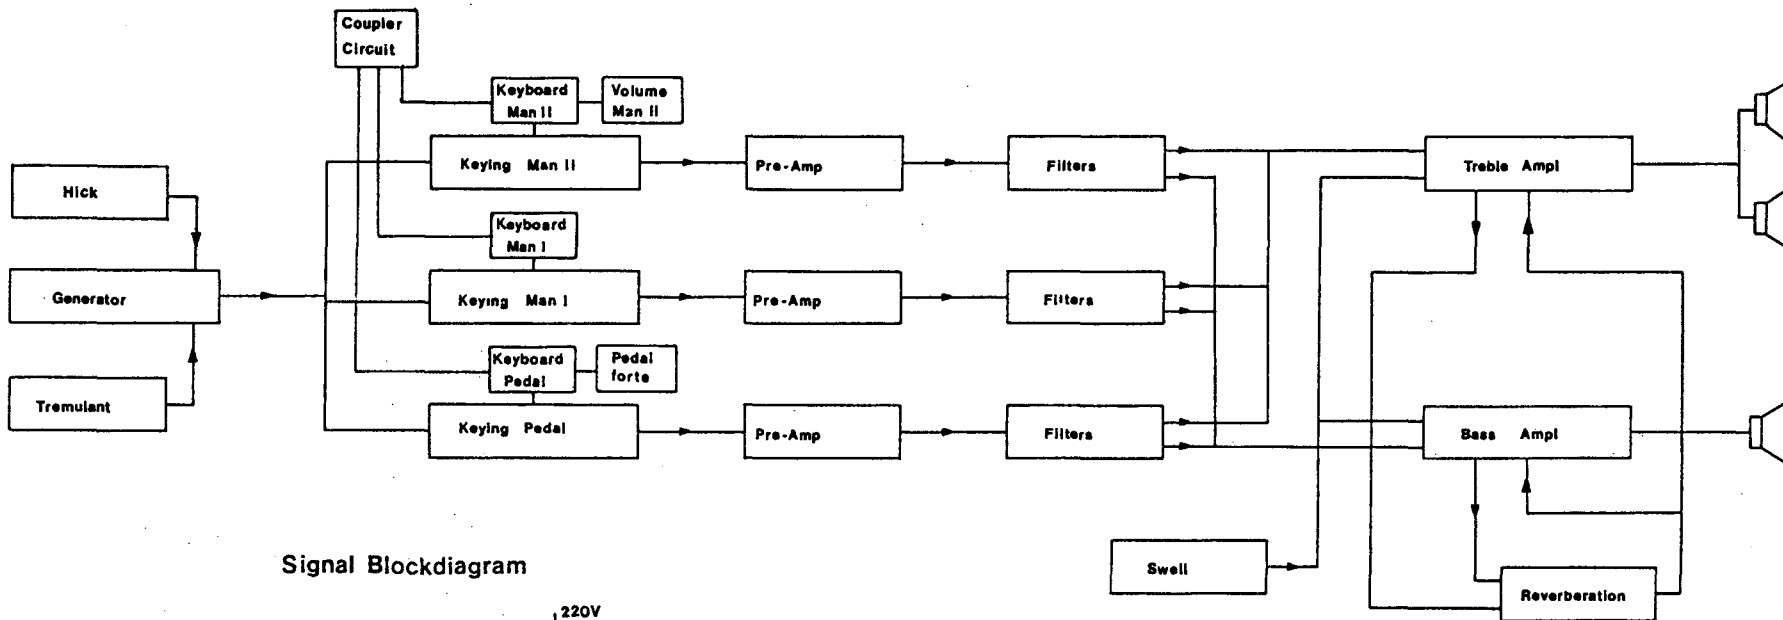 Coupler
Circuit
Keyboard
Man II
Volume
Man II
Keying Man II
Pre-Amp
Filters
Treble Ampl
Hick
Keyboard
Man I
Generator
Keying Man I
Pre-Amp
Filters
Keyboard
Pedal
Pedal
forte
Tremulant
Keying Pedal
Pre-Amp
Filters
Bass Ampl
Signal Blockdiagram
Swell
Reverberation
220V